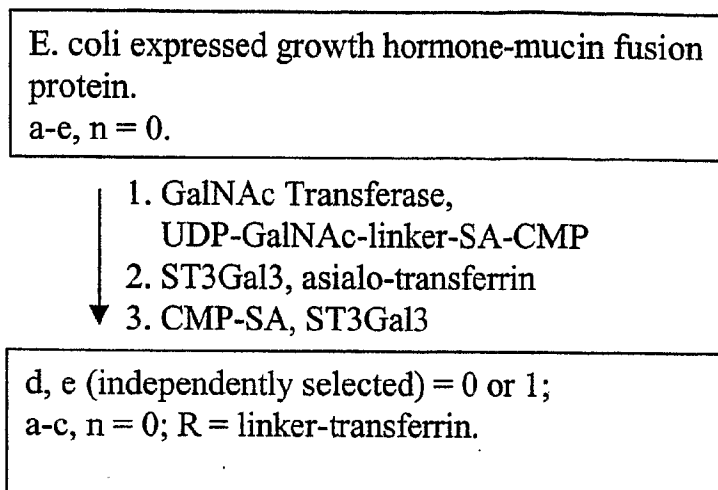 E. coli expressed growth hormone-mucin fusion
protein.
a-e, n = 0.
1. GalNAc Transferase,
UDP-GalNAc-linker-SA-CMP
2. ST3Gal3, asialo-transferrin
3. CMP-SA, ST3Gal3
d, e (independently selected) = 0 or 1;
a-c, n = 0; R = linker-transferrin.